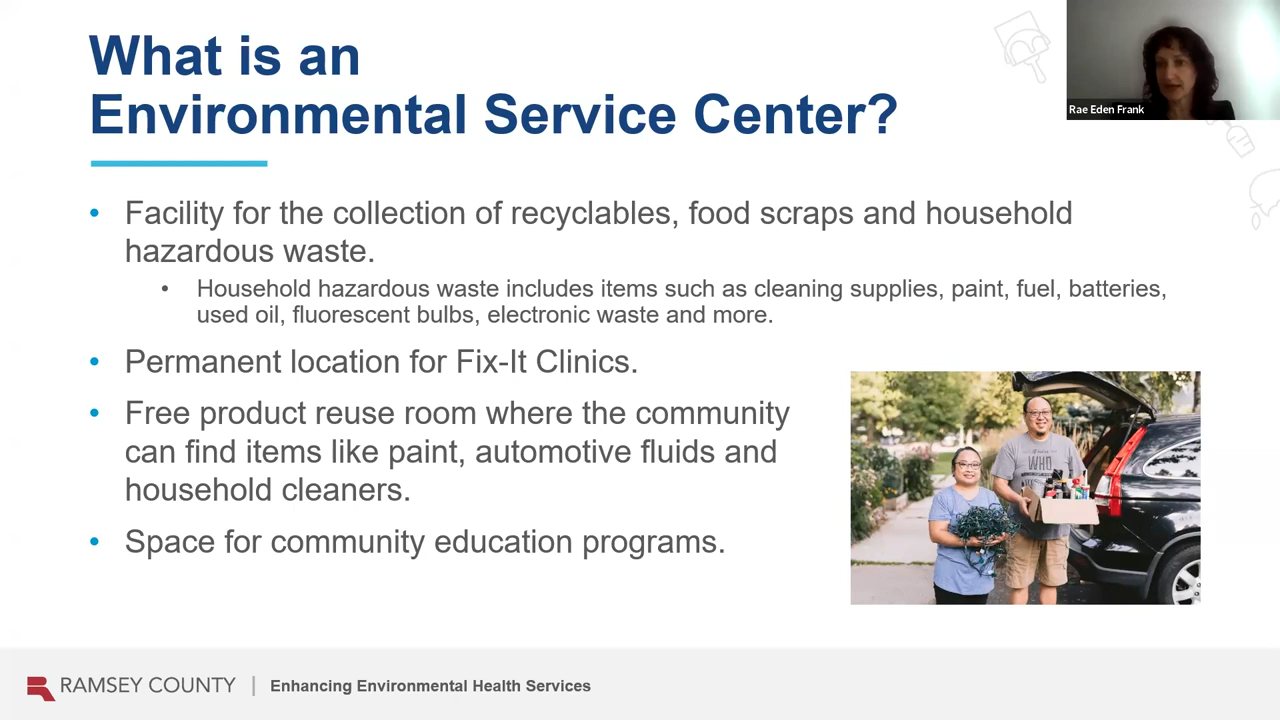 What is an
Environmental Service Center?
Rae Eden Frank
• Facility for the collection of recyclables, food scraps and household
hazardous waste.
• Household hazardous waste includes items such as cleaning supplies, paint, fuel, batteries,
used oil, fluorescent bulbs, electronic waste and more.
• Permanent location for Fix-It Clinics.
• Free product reuse room where the community
can find items like paint, automotive fluids and
household cleaners.
• Space for community education programs.
WHO
RAMSEY COUNTY | Enhancing Environmental Health Services